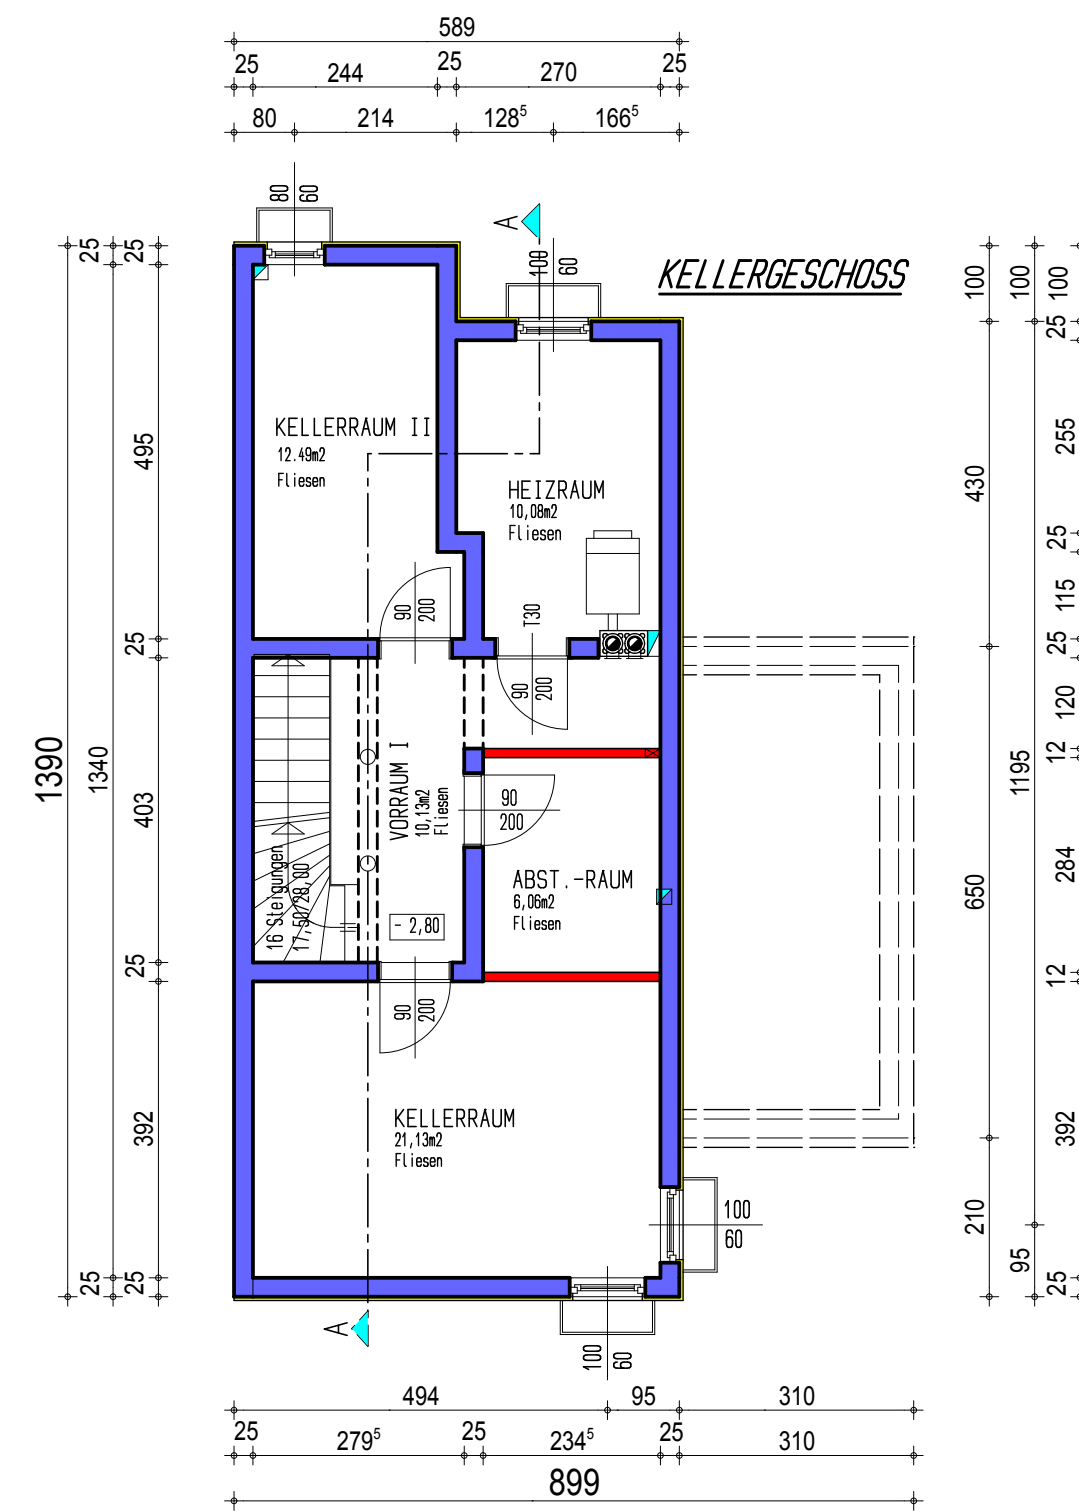 589
25 244 25 270 25
80 214 128⁵ 166⁵
80
60
A
100
60
KELLERGESCHOSS
KELLERRAUM II
12.49m2
Fliesen
HEIZRAUM
10,08m2
Fliesen
90
200
T30
90
200
VORRAUM I
10,13m2
Fliesen
90
200
16 Steigungen
17,50/28,00
- 2,80
ABST.-RAUM
6,06m2
Fliesen
90
200
KELLERRAUM
21,13m2
Fliesen
100
60
A
100
60
1390
25
1340
25
25
495
25
403
25
392
25
100
430
650
210
100
1195
95
100
25
255
25
115
25
120
12
284
12
392
25
494 95 310
25 279⁵ 25 234⁵ 25 310
899